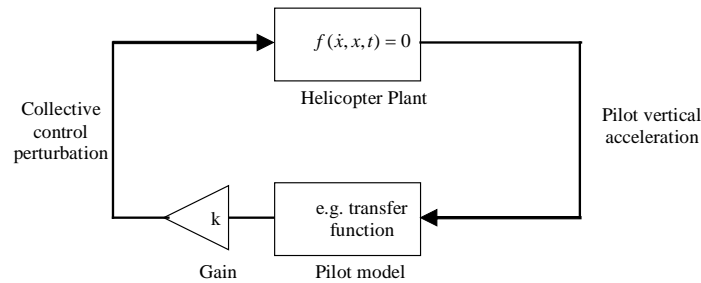 f(ẋ, x, t) = 0
Helicopter Plant
Collective
control
perturbation
Pilot vertical
acceleration
k
e.g. transfer
function
Gain
Pilot model